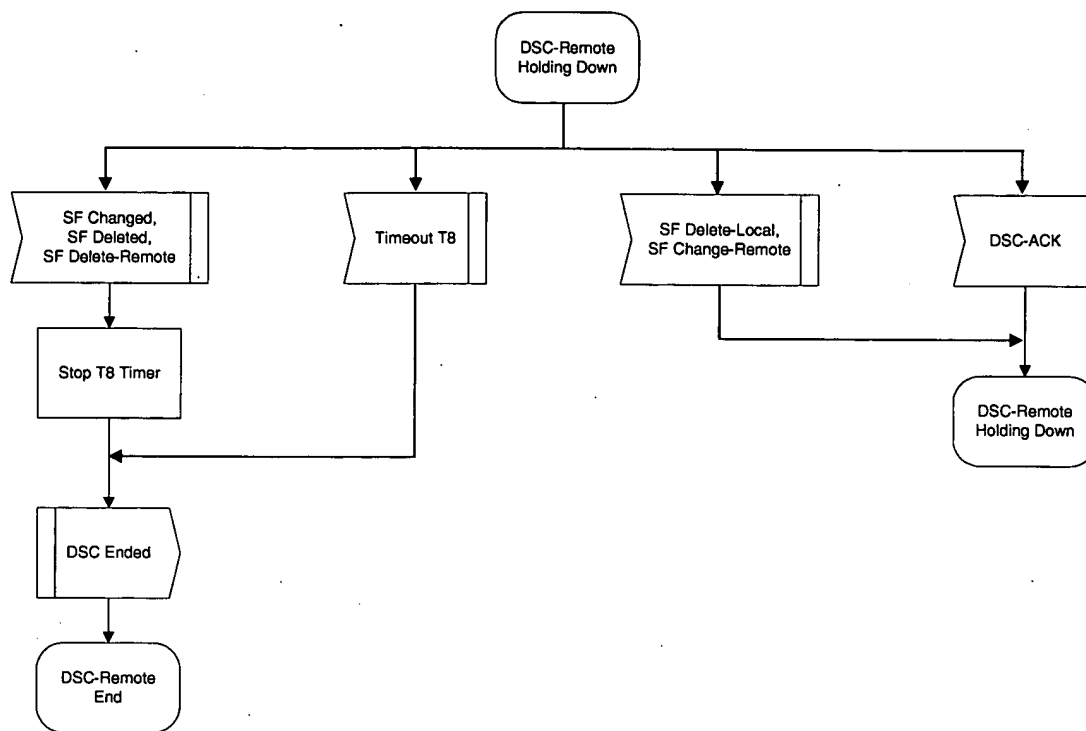 DSC-Remote
Holding Down
SF Changed,
SF Deleted,
SF Delete-Remote
Timeout T8
SF Delete-Local,
SF Change-Remote
DSC-ACK
Stop T8 Timer
DSC-Remote
Holding Down
DSC Ended
DSC-Remote
End